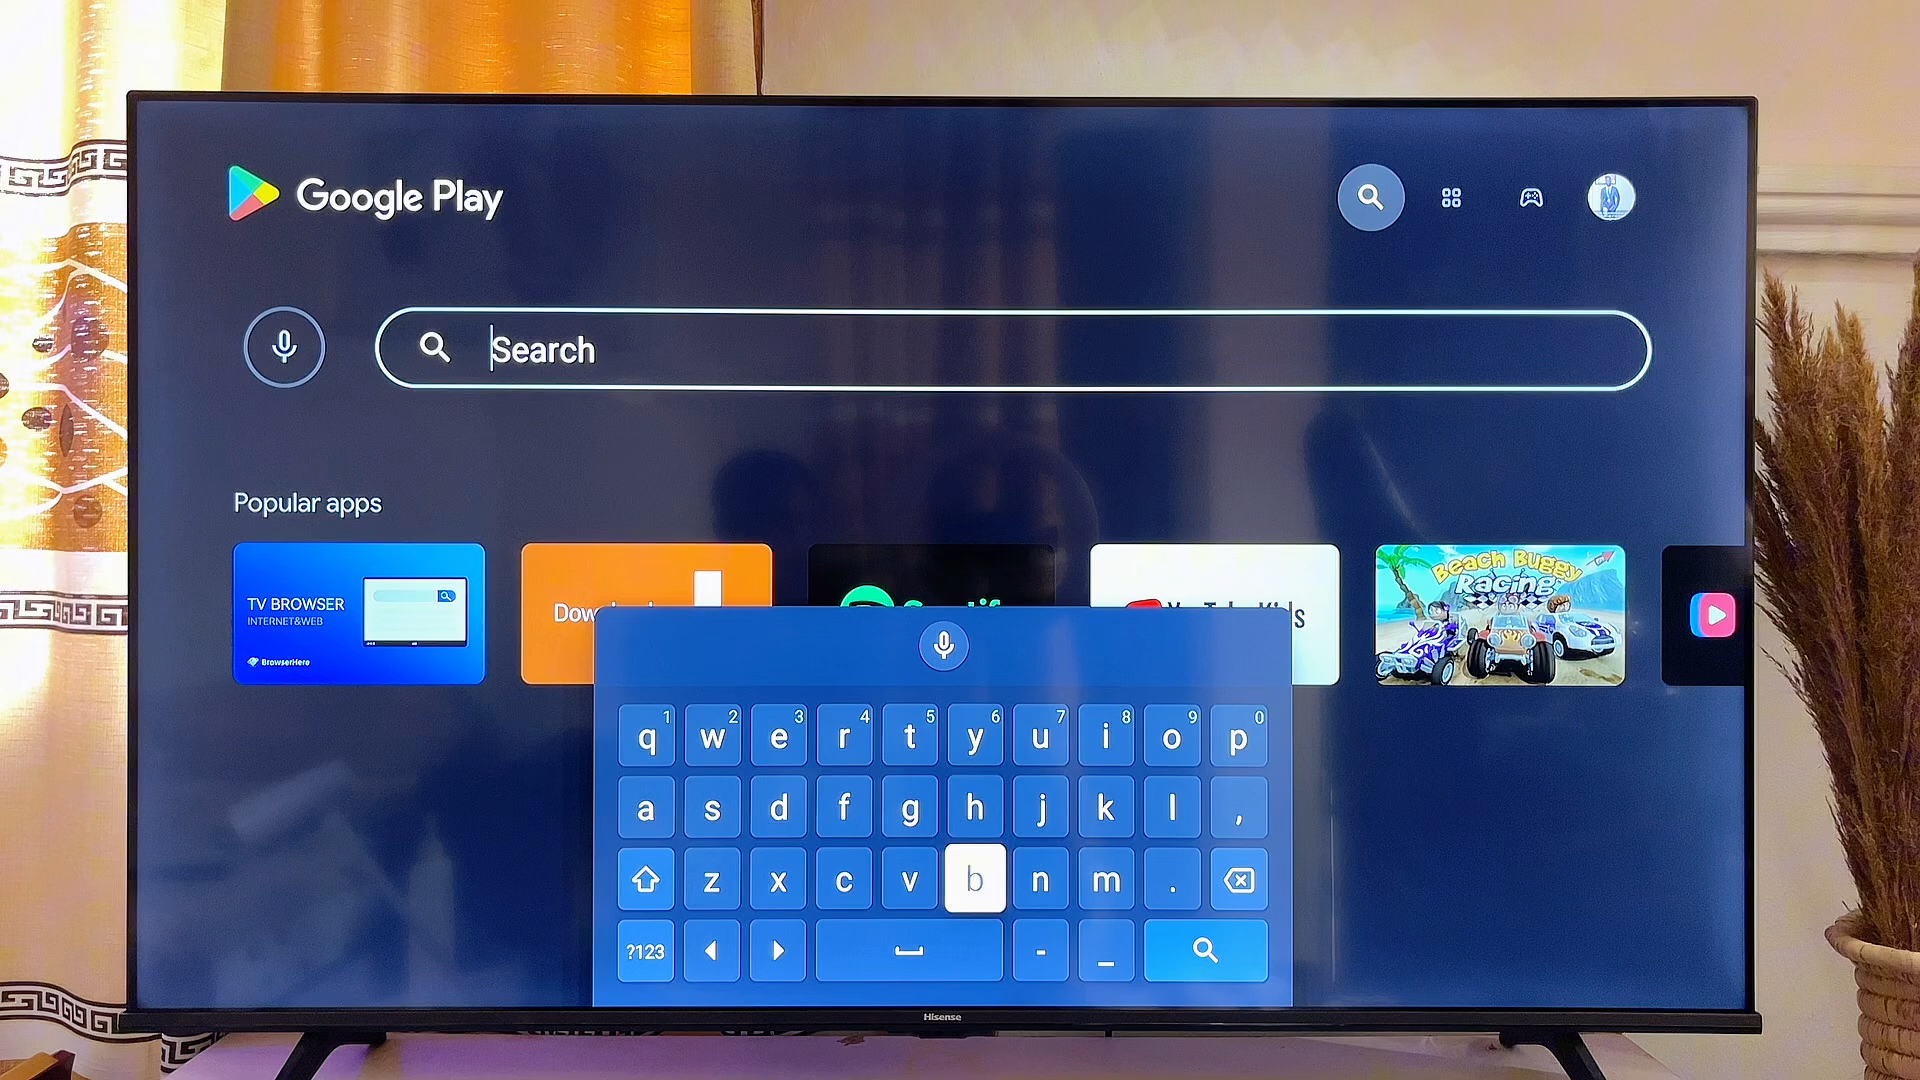 Google Play
Search
Popular apps
TV BROWSER
INTERNET&WEB
BrowserHere
Beach Buggy
Racing
q 1 w 2 e 3 r 4 t 5 y 6 u 7 i 8 o 9 p 0
a s d f g h j k l ,
z x c v b n m .
?123 - _
Hisense